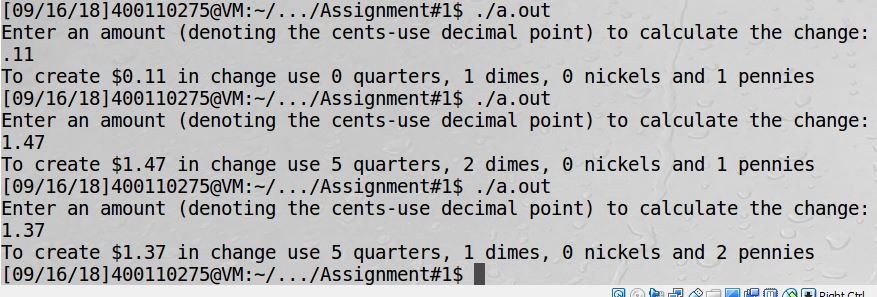 [09/16/18]400110275@VM:~/.../Assignment#1$ ./a.out
Enter an amount (denoting the cents-use decimal point) to calculate the change:
.11
To create $0.11 in change use 0 quarters, 1 dimes, 0 nickels and 1 pennies
[09/16/18]400110275@VM:~/.../Assignment#1$ ./a.out
Enter an amount (denoting the cents-use decimal point) to calculate the change:
1.47
To create $1.47 in change use 5 quarters, 2 dimes, 0 nickels and 1 pennies
[09/16/18]400110275@VM:~/.../Assignment#1$ ./a.out
Enter an amount (denoting the cents-use decimal point) to calculate the change:
1.37
To create $1.37 in change use 5 quarters, 1 dimes, 0 nickels and 2 pennies
[09/16/18]400110275@VM:~/.../Assignment#1$
Right Ctrl